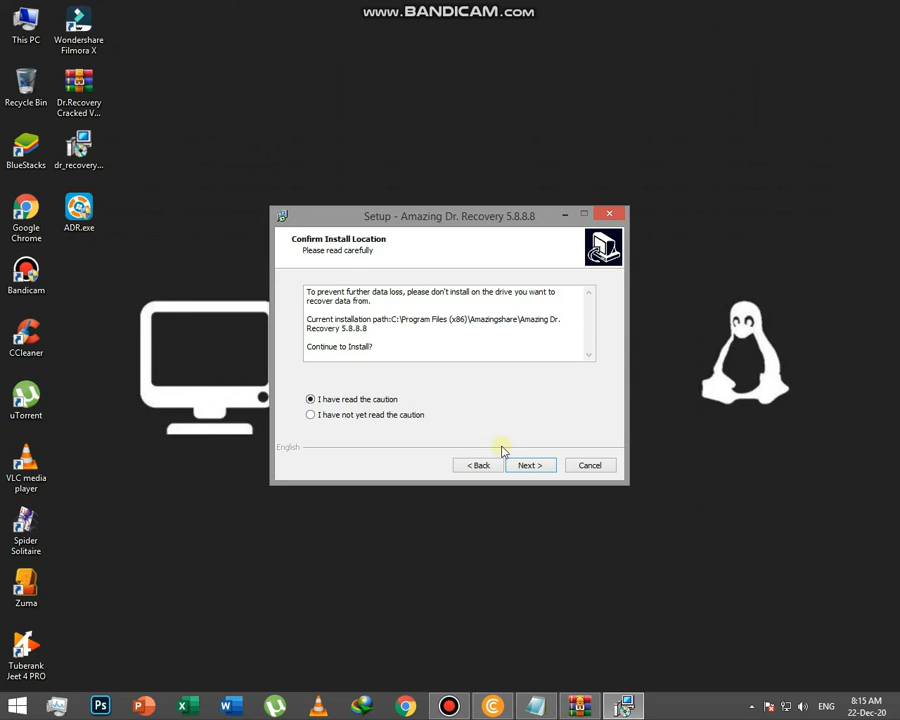 www.BANDICAM.com
This PC
Wondershare
Filmora X
Recycle Bin
Dr.Recovery
Cracked V...
BlueStacks
dr_recovery...
Google
Chrome
ADR.exe
Bandicam
CCleaner
uTorrent
VLC media
player
Spider
Solitaire
Zuma
Tuberank
Jeet 4 PRO
Setup - Amazing Dr. Recovery 5.8.8.8
Confirm Install Location
Please read carefully
To prevent further data loss, please don't install on the drive you want to
recover data from.
Current installation path:C:\Program Files (x86)\Amazingshare\Amazing Dr.
Recovery 5.8.8.8
Continue to Install?
I have read the caution
I have not yet read the caution
English
< Back
Next >
Cancel
Ps
ENG
8:15 AM
22-Dec-20